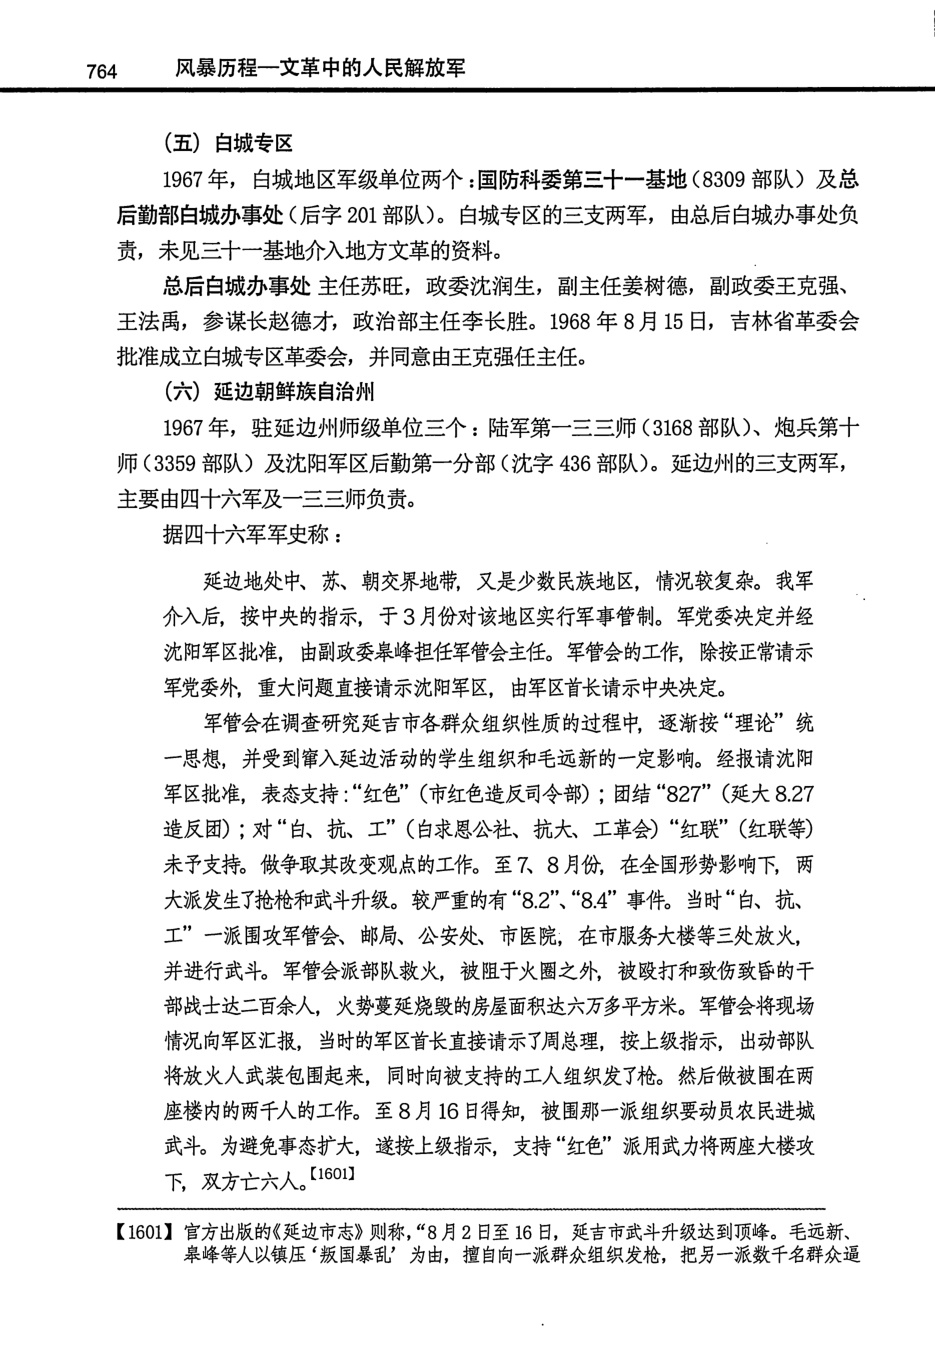 764 风暴历程—文革中的人民解放军
（五）白城专区
1967 年，白城地区军级单位两个：国防科委第三十一基地（8309 部队）及总
后勤部白城办事处（后字 201 部队）。白城专区的三支两军，由总后白城办事处负
责，未见三十一基地介入地方文革的资料。
总后白城办事处 主任苏旺，政委沈润生，副主任姜树德，副政委王克强、
王法禹，参谋长赵德才，政治部主任李长胜。1968 年 8 月 15 日，吉林省革委会
批准成立白城专区革委会，并同意由王克强任主任。
（六）延边朝鲜族自治州
1967 年，驻延边州师级单位三个：陆军第一三三师（3168 部队）、炮兵第十
师（3359 部队）及沈阳军区后勤第一分部（沈字 436 部队）。延边州的三支两军，
主要由四十六军及一三三师负责。
据四十六军军史称：
延边地处中、苏、朝交界地带，又是少数民族地区，情况较复杂。我军
介入后，按中央的指示，于 3 月份对该地区实行军事管制。军党委决定并经
沈阳军区批准，由副政委皋峰担任军管会主任。军管会的工作，除按正常请示
军党委外，重大问题直接请示沈阳军区，由军区首长请示中央决定。
军管会在调查研究延吉市各群众组织性质的过程中，逐渐按“理论”统
一思想，并受到窜入延边活动的学生组织和毛远新的一定影响。经报请沈阳
军区批准，表态支持：“红色”（市红色造反司令部）；团结“827”（延大 8.27
造反团）；对“白、抗、工”（白求恩公社、抗大、工革会）“红联”（红联等）
未予支持。做争取其改变观点的工作。至 7、8 月份，在全国形势影响下，两
大派发生了抢枪和武斗升级。较严重的有“8.2”、“8.4”事件。当时“白、抗、
工”一派围攻军管会、邮局、公安处、市医院，在市服务大楼等三处放火，
并进行武斗。军管会派部队救火，被阻于火圈之外，被殴打和致伤致昏的干
部战士达二百余人，火势蔓延烧毁的房屋面积达六万多平方米。军管会将现场
情况向军区汇报，当时的军区首长直接请示了周总理，按上级指示，出动部队
将放火人武装包围起来，同时向被支持的工人组织发了枪。然后做被围在两
座楼内的两千人的工作。至 8 月 16 日得知，被围那一派组织要动员农民进城
武斗。为避免事态扩大，遂按上级指示，支持“红色”派用武力将两座大楼攻
下，双方亡六人。【1601】
【1601】官方出版的《延边市志》则称，“8 月 2 日至 16 日，延吉市武斗升级达到顶峰。毛远新、
皋峰等人以镇压‘叛国暴乱’为由，擅自向一派群众组织发枪，把另一派数千名群众逼